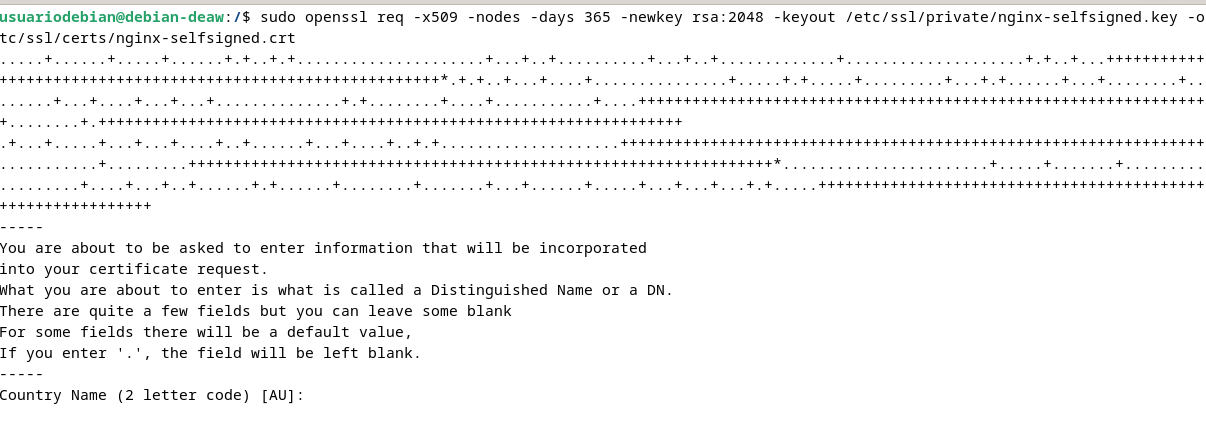 usuariodebian@debian-deaw:/$ sudo openssl req -x509 -nodes -days 365 -newkey rsa:2048 -keyout /etc/ssl/private/nginx-selfsigned.key -o
tc/ssl/certs/nginx-selfsigned.crt
-----
You are about to be asked to enter information that will be incorporated
into your certificate request.
What you are about to enter is what is called a Distinguished Name or a DN.
There are quite a few fields but you can leave some blank
For some fields there will be a default value,
If you enter '.', the field will be left blank.
-----
Country Name (2 letter code) [AU]: